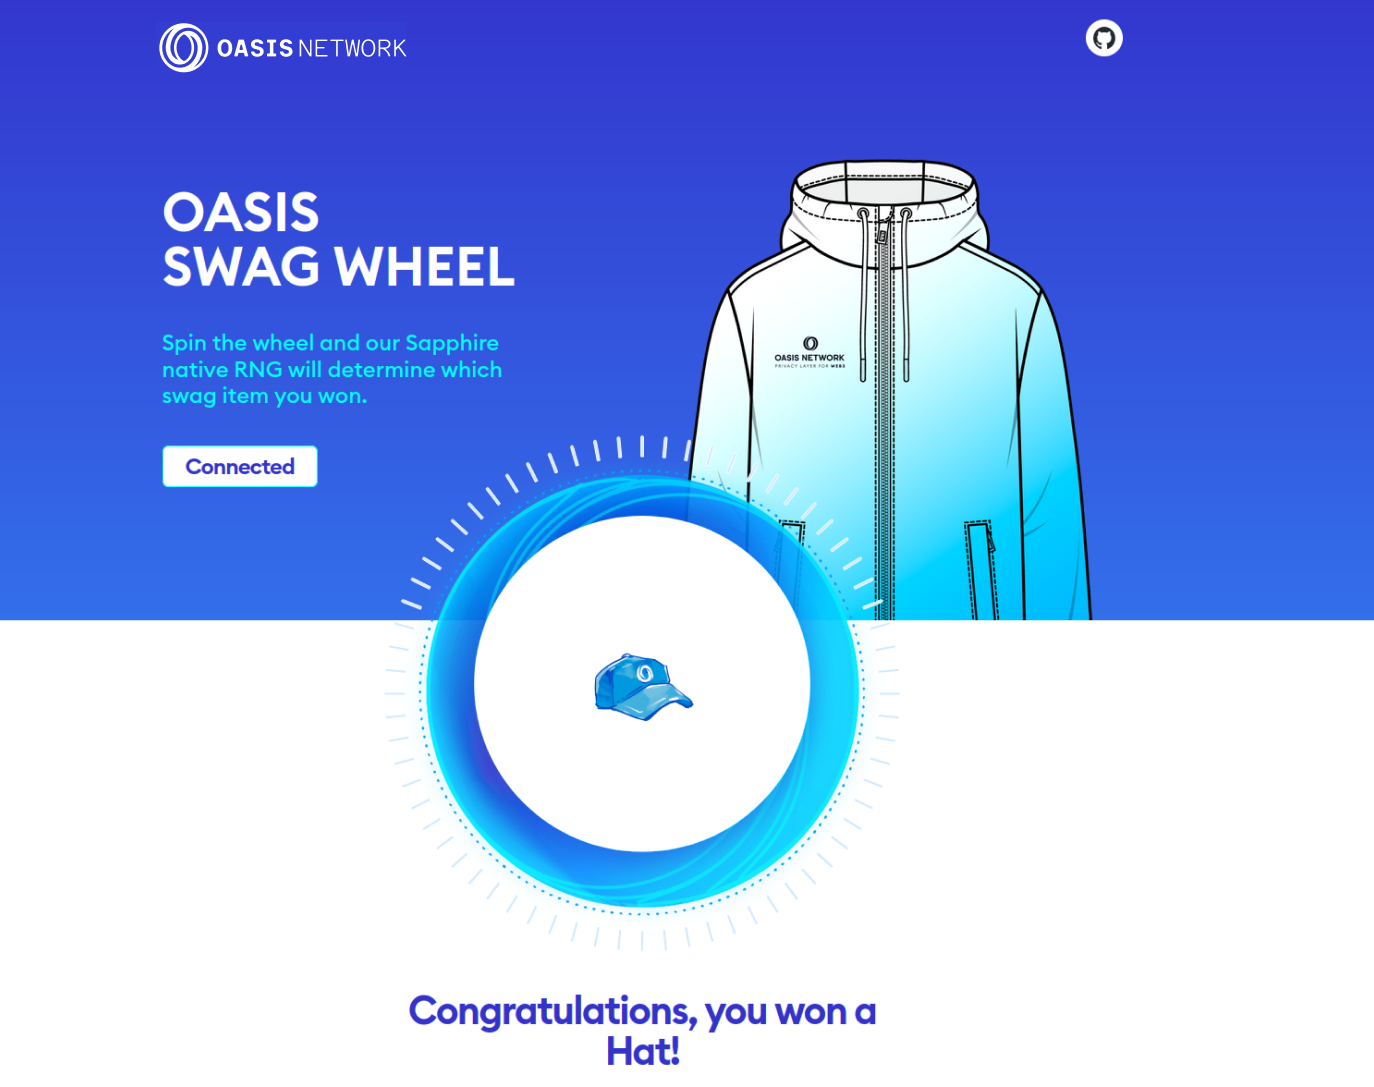 OASIS NETWORK
OASIS
SWAG WHEEL
Spin the wheel and our Sapphire
native RNG will determine which
swag item you won.
Connected
OASIS NETWORK
PRIVACY LAYER FOR WEB3
Congratulations, you won a
Hat!